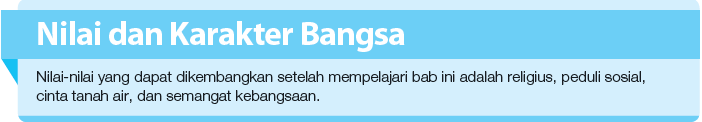 Nilai dan Karakter Bangsa
Nilai-nilai yang dapat dikembangkan setelah mempelajari bab ini adalah religius, peduli sosial,
cinta tanah air, dan semangat kebangsaan.